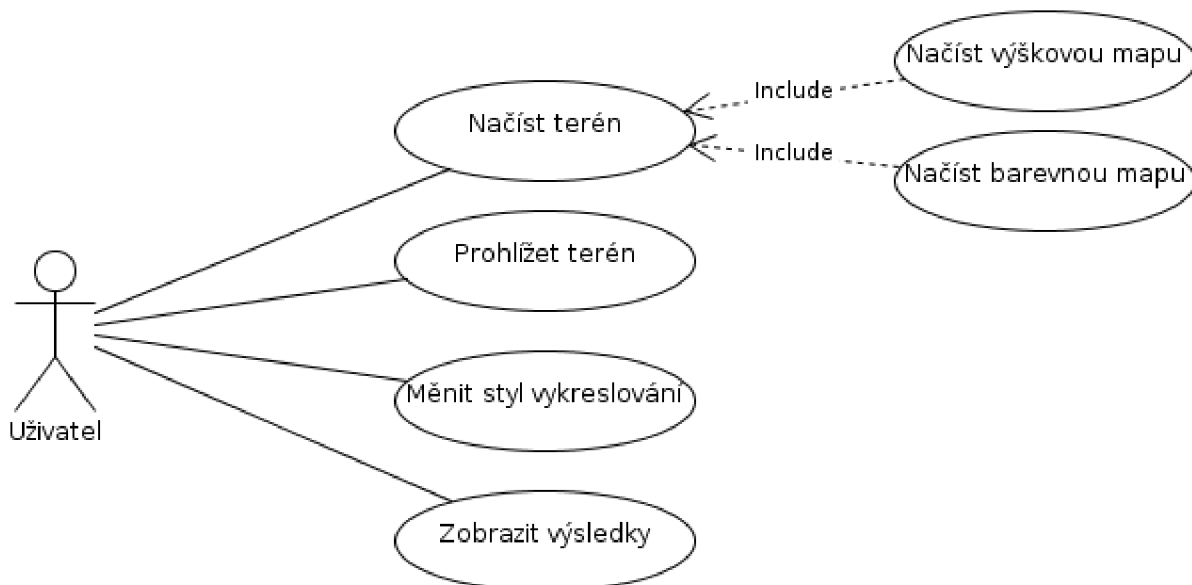 Načíst výškovou mapu
Include
Načíst terén
Include
Načíst barevnou mapu
Prohlížet terén
Měnit styl vykreslování
Uživatel
Zobrazit výsledky